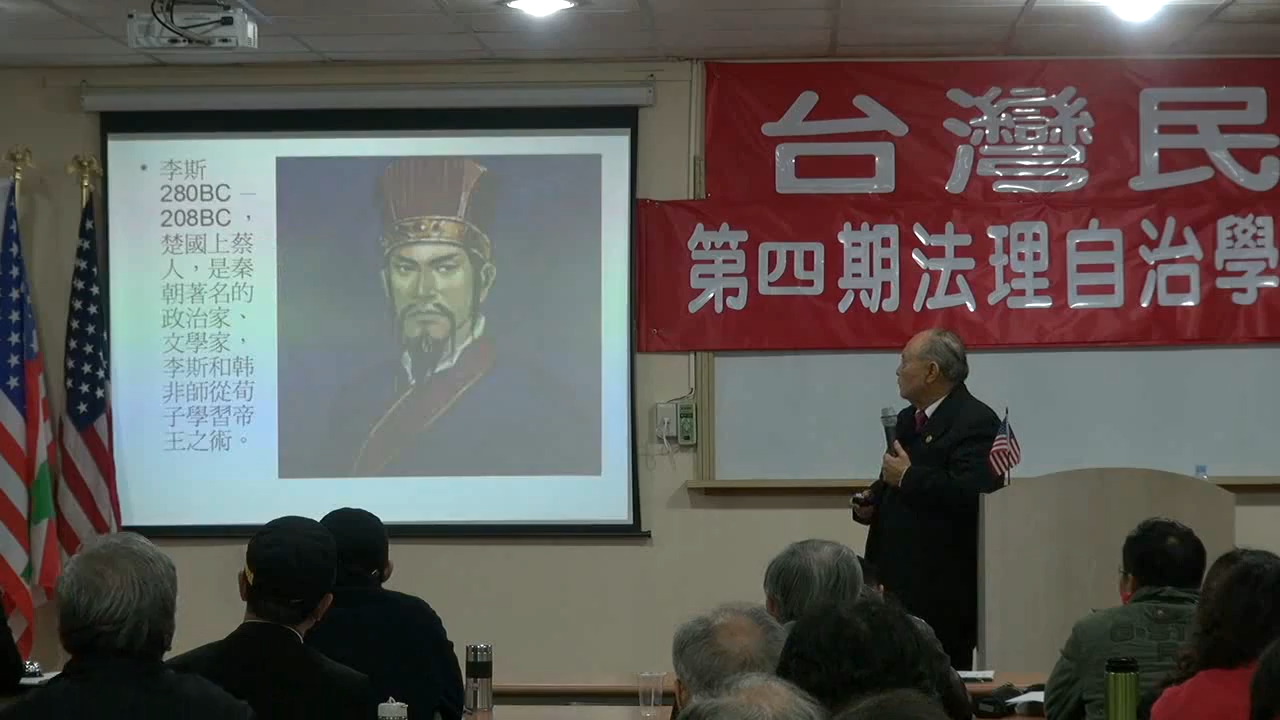 李斯
280BC –
208BC，
楚國上蔡
人，是秦
朝著名的
政治家、
文學家，
李斯和韩
非師從荀
子學習帝
王之術。
台灣民
第四期法理自治學